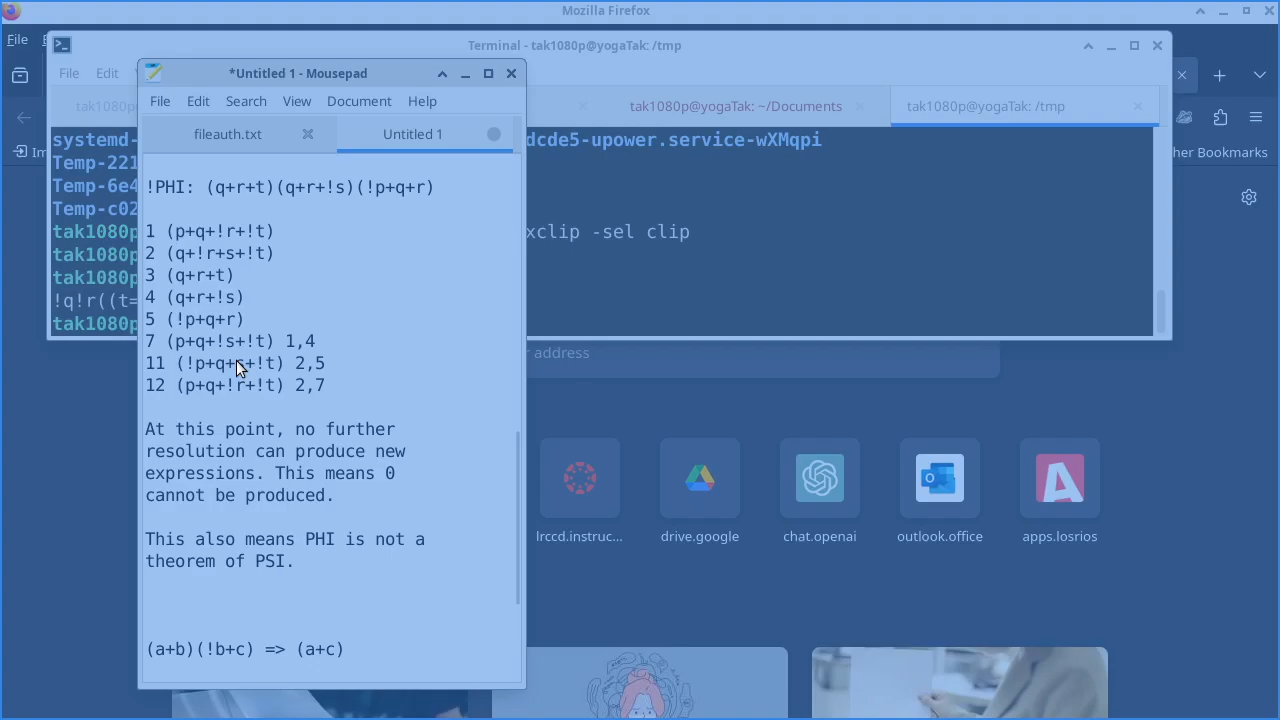 Mozilla Firefox
File
Terminal - tak1080p@yogaTak: /tmp
File Edit
*Untitled 1 - Mousepad
File Edit Search View Document Help
tak1080p
tak1080p@yogaTak: ~/Documents
tak1080p@yogaTak: /tmp
fileauth.txt
Untitled 1
systemd-
dcde5-upower.service-wXMqpi
her Bookmarks
Temp-221
Temp-6e4
Temp-c02
tak1080p
xclip -sel clip
tak1080p
tak1080p
!q!r((t=
tak1080p
!PHI: (q+r+t)(q+r+!s)(!p+q+r)
1 (p+q+!r+!t)
2 (q+!r+s+!t)
3 (q+r+t)
4 (q+r+!s)
5 (!p+q+r)
7 (p+q+!s+!t) 1,4
11 (!p+q+s+!t) 2,5
12 (p+q+!r+!t) 2,7
At this point, no further
resolution can produce new
expressions. This means 0
cannot be produced.
This also means PHI is not a
theorem of PSI.
(a+b)(!b+c) => (a+c)
r address
lrccd.instruc...
drive.google
chat.openai
outlook.office
apps.losrios